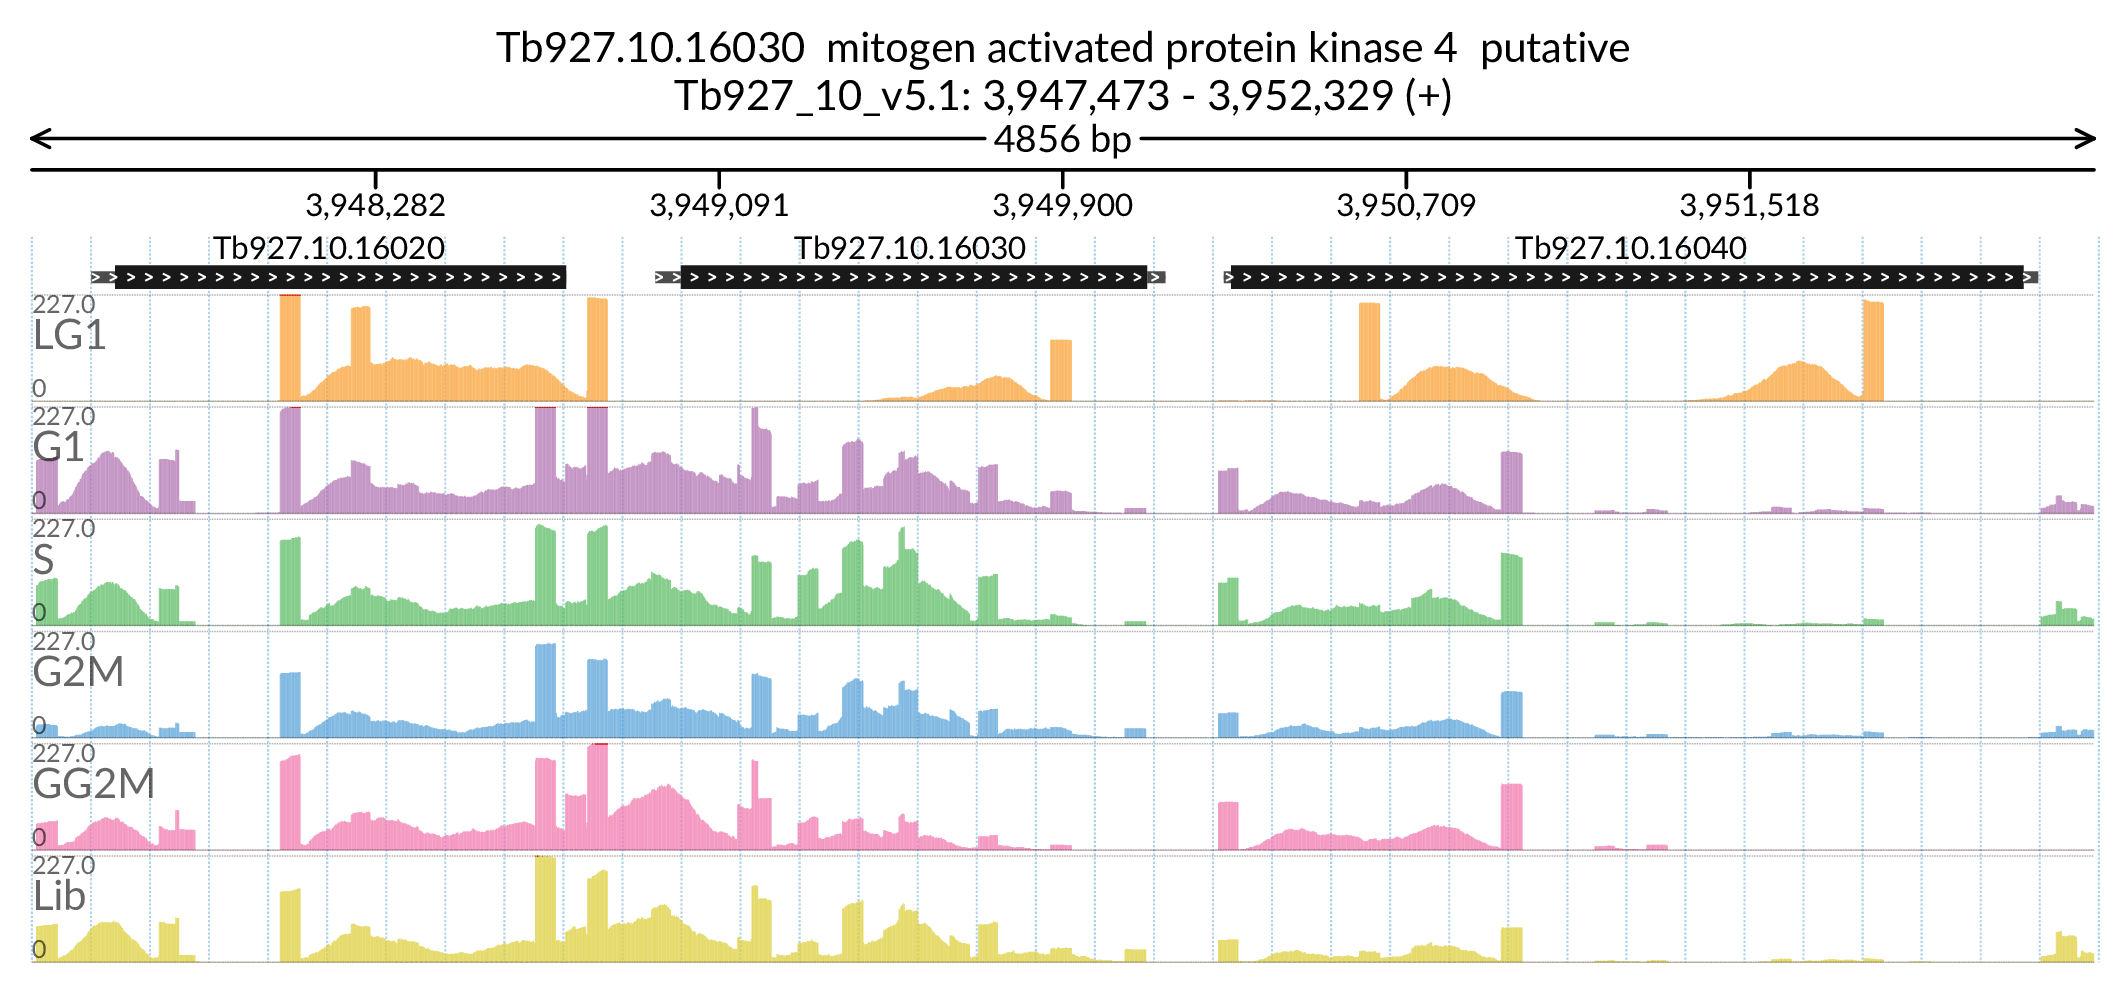 Tb927.10.16030 mitogen activated protein kinase 4 putative
Tb927_10_v5.1: 3,947,473 - 3,952,329 (+)
4856 bp
3,948,282 3,949,091 3,949,900 3,950,709 3,951,518
Tb927.10.16020 Tb927.10.16030 Tb927.10.16040
227.0
LG1
0
227.0
G1
0
227.0
S
0
227.0
G2M
0
227.0
GG2M
0
227.0
Lib
0